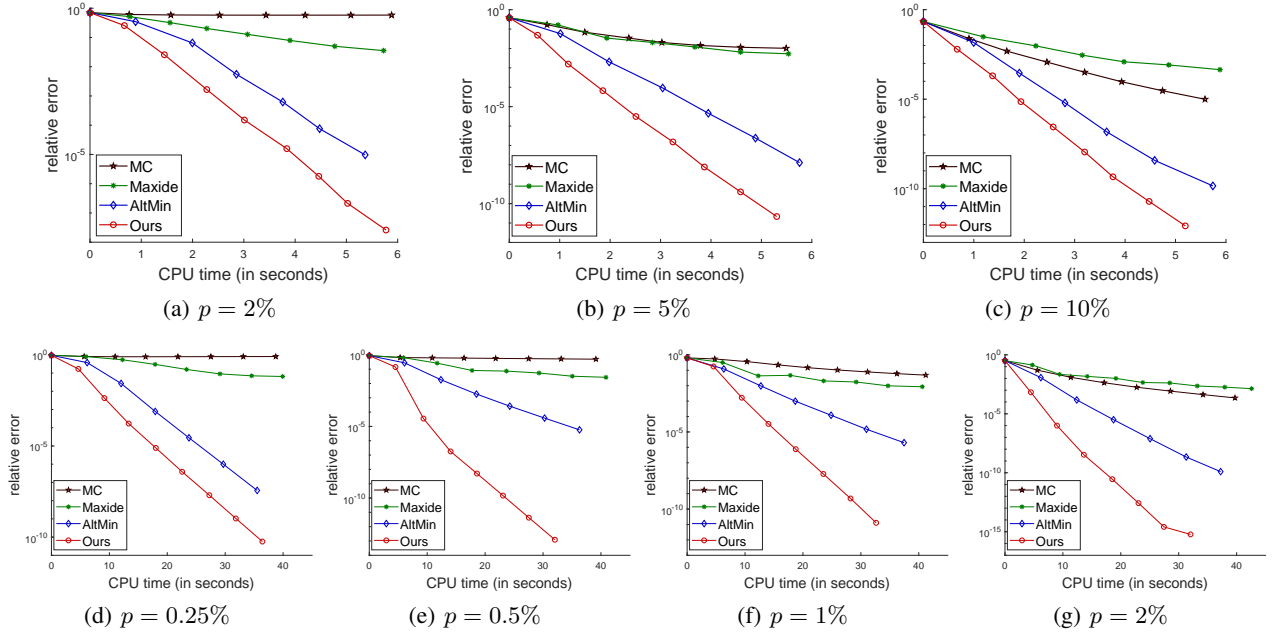 10^0
10^-5
relative error
MC
Maxide
AltMin
Ours
0 1 2 3 4 5 6
CPU time (in seconds)
(a) p = 2%
10^0
10^-5
10^-10
relative error
MC
Maxide
AltMin
Ours
0 1 2 3 4 5 6
CPU time (in seconds)
(b) p = 5%
10^0
10^-5
10^-10
relative error
MC
Maxide
AltMin
Ours
0 1 2 3 4 5 6
CPU time (in seconds)
(c) p = 10%
10^0
10^-5
10^-10
relative error
MC
Maxide
AltMin
Ours
0 10 20 30 40
CPU time (in seconds)
(d) p = 0.25%
10^0
10^-5
10^-10
relative error
MC
Maxide
AltMin
Ours
0 10 20 30 40
CPU time (in seconds)
(e) p = 0.5%
10^0
10^-5
10^-10
relative error
MC
Maxide
AltMin
Ours
0 10 20 30 40
CPU time (in seconds)
(f) p = 1%
10^0
10^-5
10^-10
10^-15
relative error
MC
Maxide
AltMin
Ours
0 10 20 30 40
CPU time (in seconds)
(g) p = 2%